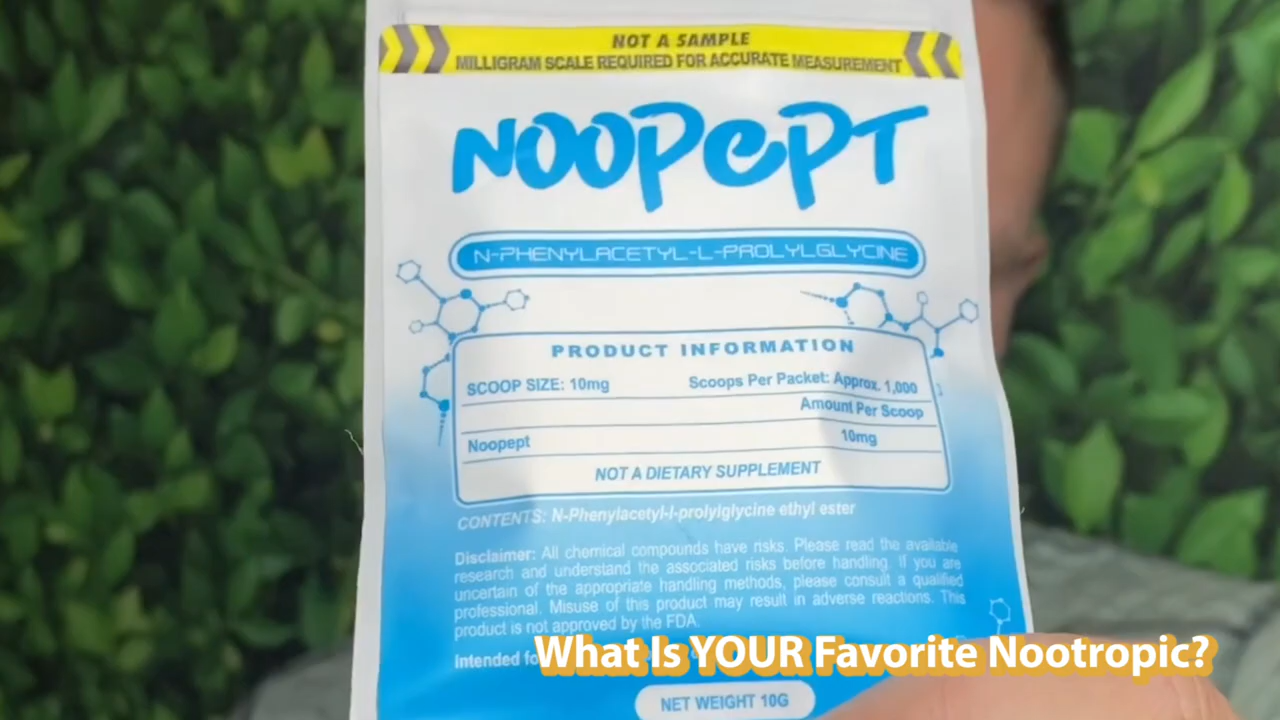 NOT A SAMPLE
MILLIGRAM SCALE REQUIRED FOR ACCURATE MEASUREMENT
NOOPEPT
N-PHENYLACETYL-L-PROLYLGLYCINE
PRODUCT INFORMATION
SCOOP SIZE: 10mg Scoops Per Packet: Approx. 1,000
Amount Per Scoop
Noopept 10mg
NOT A DIETARY SUPPLEMENT
CONTENTS: N-Phenylacetyl-l-prolylglycine ethyl ester
Disclaimer: All chemical compounds have risks. Please read the available
research and understand the associated risks before handling. If you are
uncertain of the appropriate handling methods, please consult a qualified
professional. Misuse of this product may result in adverse reactions. This
product is not approved by the FDA.
Intended
What Is YOUR Favorite Nootropic?
NET WEIGHT 10G